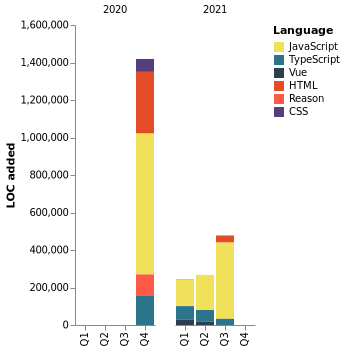 2020 2021
Language
JavaScript
TypeScript
Vue
HTML
Reason
CSS
LOC added
1,600,000
1,400,000
1,200,000
1,000,000
800,000
600,000
400,000
200,000
0
Q1 Q2 Q3 Q4 Q1 Q2 Q3 Q4